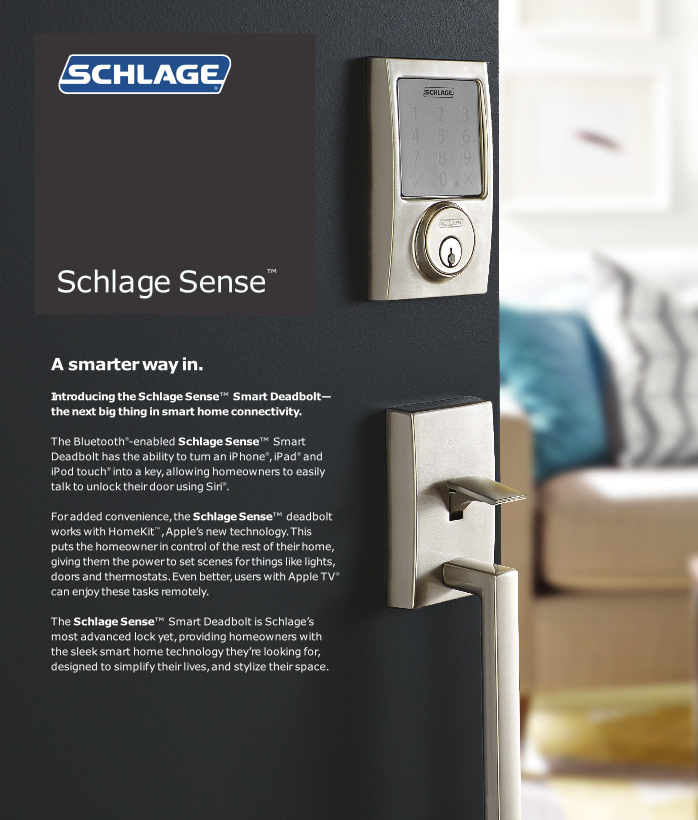 SCHLAGE
Schlage Sense™
A smarter way in.
Introducing the Schlage Sense™ Smart Deadbolt—
the next big thing in smart home connectivity.
The Bluetooth®-enabled Schlage Sense™ Smart
Deadbolt has the ability to turn an iPhone®, iPad® and
iPod touch® into a key, allowing homeowners to easily
talk to unlock their door using Siri®.
For added convenience, the Schlage Sense™ deadbolt
works with HomeKit™, Apple's new technology. This
puts the homeowner in control of the rest of their home,
giving them the power to set scenes for things like lights,
doors and thermostats. Even better, users with Apple TV®
can enjoy these tasks remotely.
The Schlage Sense™ Smart Deadbolt is Schlage's
most advanced lock yet, providing homeowners with
the sleek smart home technology they're looking for,
designed to simplify their lives, and stylize their space.
SCHLAGE
1 2 3
4 5 6
7 8 9
✓ 0 ✕